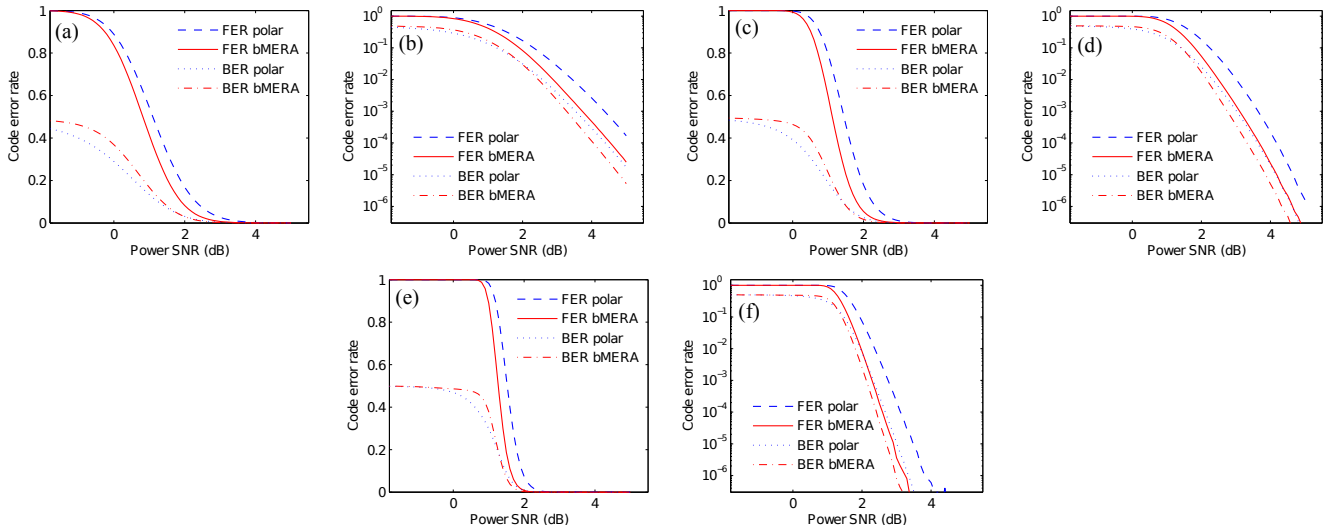 (a)
Code error rate
1
0.8
0.6
0.4
0.2
0
0
2
4
Power SNR (dB)
FER polar
FER bMERA
BER polar
BER bMERA
(b)
Code error rate
10^0
10^−1
10^−2
10^−3
10^−4
10^−5
10^−6
0
2
4
Power SNR (dB)
FER polar
FER bMERA
BER polar
BER bMERA
(c)
Code error rate
1
0.8
0.6
0.4
0.2
0
0
2
4
Power SNR (dB)
FER polar
FER bMERA
BER polar
BER bMERA
(d)
Code error rate
10^0
10^−1
10^−2
10^−3
10^−4
10^−5
10^−6
0
2
4
Power SNR (dB)
FER polar
FER bMERA
BER polar
BER bMERA
(e)
Code error rate
1
0.8
0.6
0.4
0.2
0
0
2
4
Power SNR (dB)
FER polar
FER bMERA
BER polar
BER bMERA
(f)
Code error rate
10^0
10^−1
10^−2
10^−3
10^−4
10^−5
10^−6
0
2
4
Power SNR (dB)
FER polar
FER bMERA
BER polar
BER bMERA